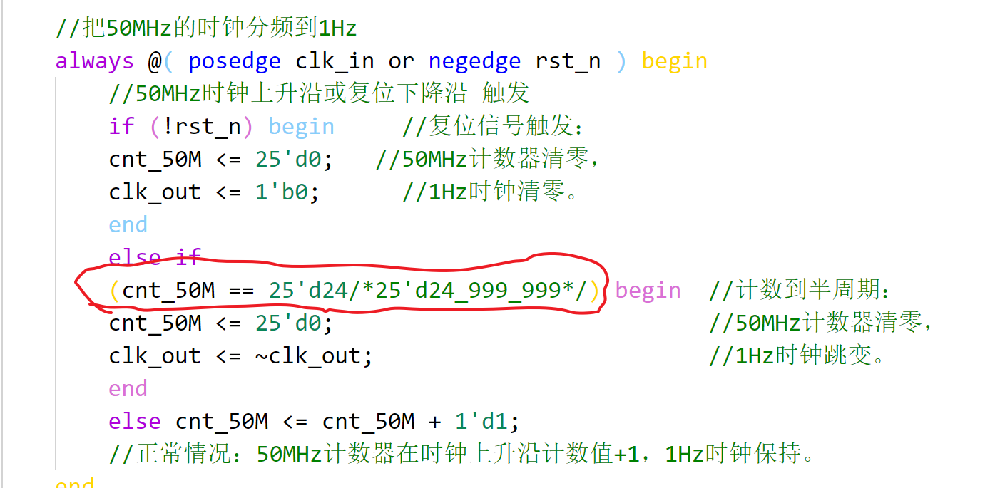 //把50MHz的时钟分频到1Hz
always @( posedge clk_in or negedge rst_n ) begin
//50MHz时钟上升沿或复位下降沿 触发
if (!rst_n) begin //复位信号触发：
cnt_50M <= 25'd0; //50MHz计数器清零，
clk_out <= 1'b0; //1Hz时钟清零。
end
else if
(cnt_50M == 25'd24/*25'd24_999_999*/) begin //计数到半周期：
cnt_50M <= 25'd0; //50MHz计数器清零，
clk_out <= ~clk_out; //1Hz时钟跳变。
end
else cnt_50M <= cnt_50M + 1'd1;
//正常情况：50MHz计数器在时钟上升沿计数值+1，1Hz时钟保持。
end